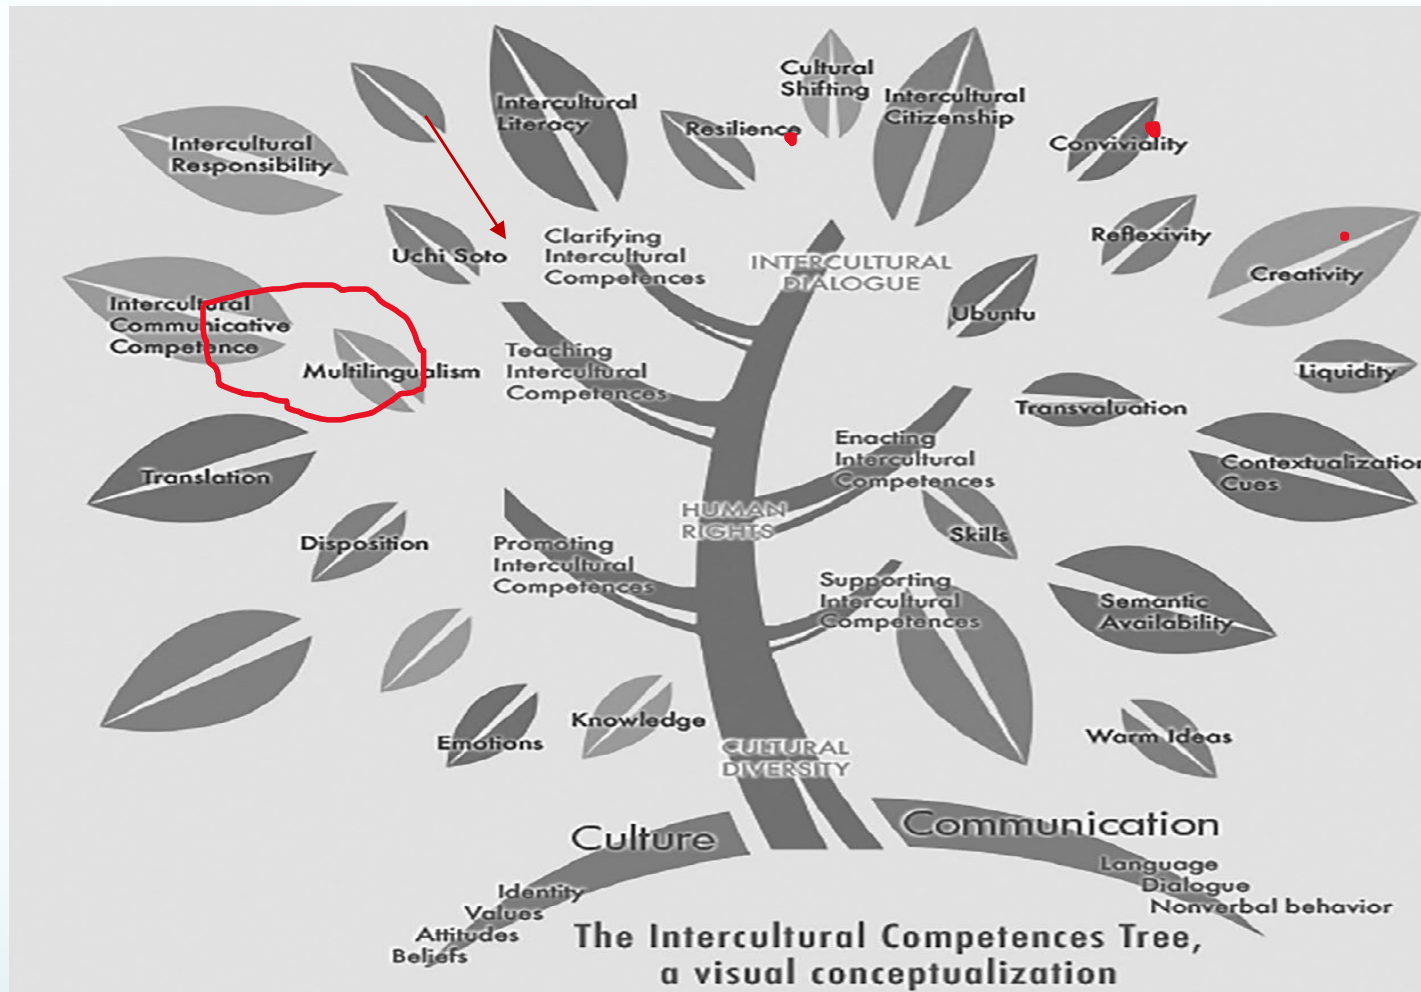 Cultural
Shifting
Intercultural
Literacy
Resilience
Intercultural
Citizenship
Conviviality
Intercultural
Responsibility
Uchi Soto
Clarifying
Intercultural
Competences
INTERCULTURAL
DIALOGUE
Reflexivity
Creativity
Ubuntu
Intercultural
Communicative
Competence
Multilingualism
Teaching
Intercultural
Competences
Liquidity
Transvaluation
Enacting
Intercultural
Competences
Contextualization
Cues
Translation
HUMAN
RIGHTS
Skills
Disposition
Promoting
Intercultural
Competences
Supporting
Intercultural
Competences
Semantic
Availability
Emotions
Knowledge
CULTURAL
DIVERSITY
Warm Ideas
Culture
Identity
Values
Attitudes
Beliefs
Communication
Language
Dialogue
Nonverbal behavior
The Intercultural Competences Tree,
a visual conceptualization